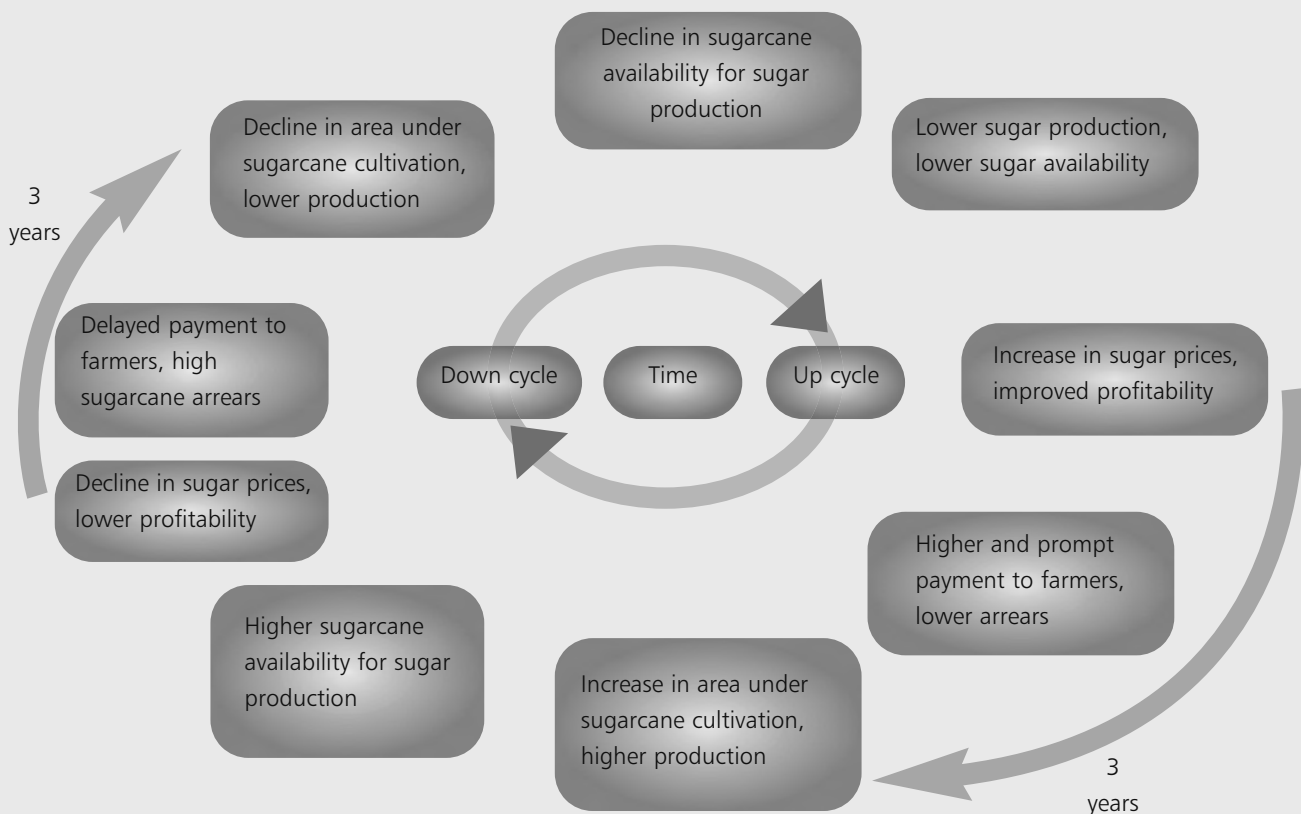 Decline in sugarcane
availability for sugar
production
Lower sugar production,
lower sugar availability
Increase in sugar prices,
improved profitability
Higher and prompt
payment to farmers,
lower arrears
3
years
Increase in area under
sugarcane cultivation,
higher production
Higher sugarcane
availability for sugar
production
Decline in sugar prices,
lower profitability
Delayed payment to
farmers, high
sugarcane arrears
3
years
Decline in area under
sugarcane cultivation,
lower production
Down cycle
Time
Up cycle